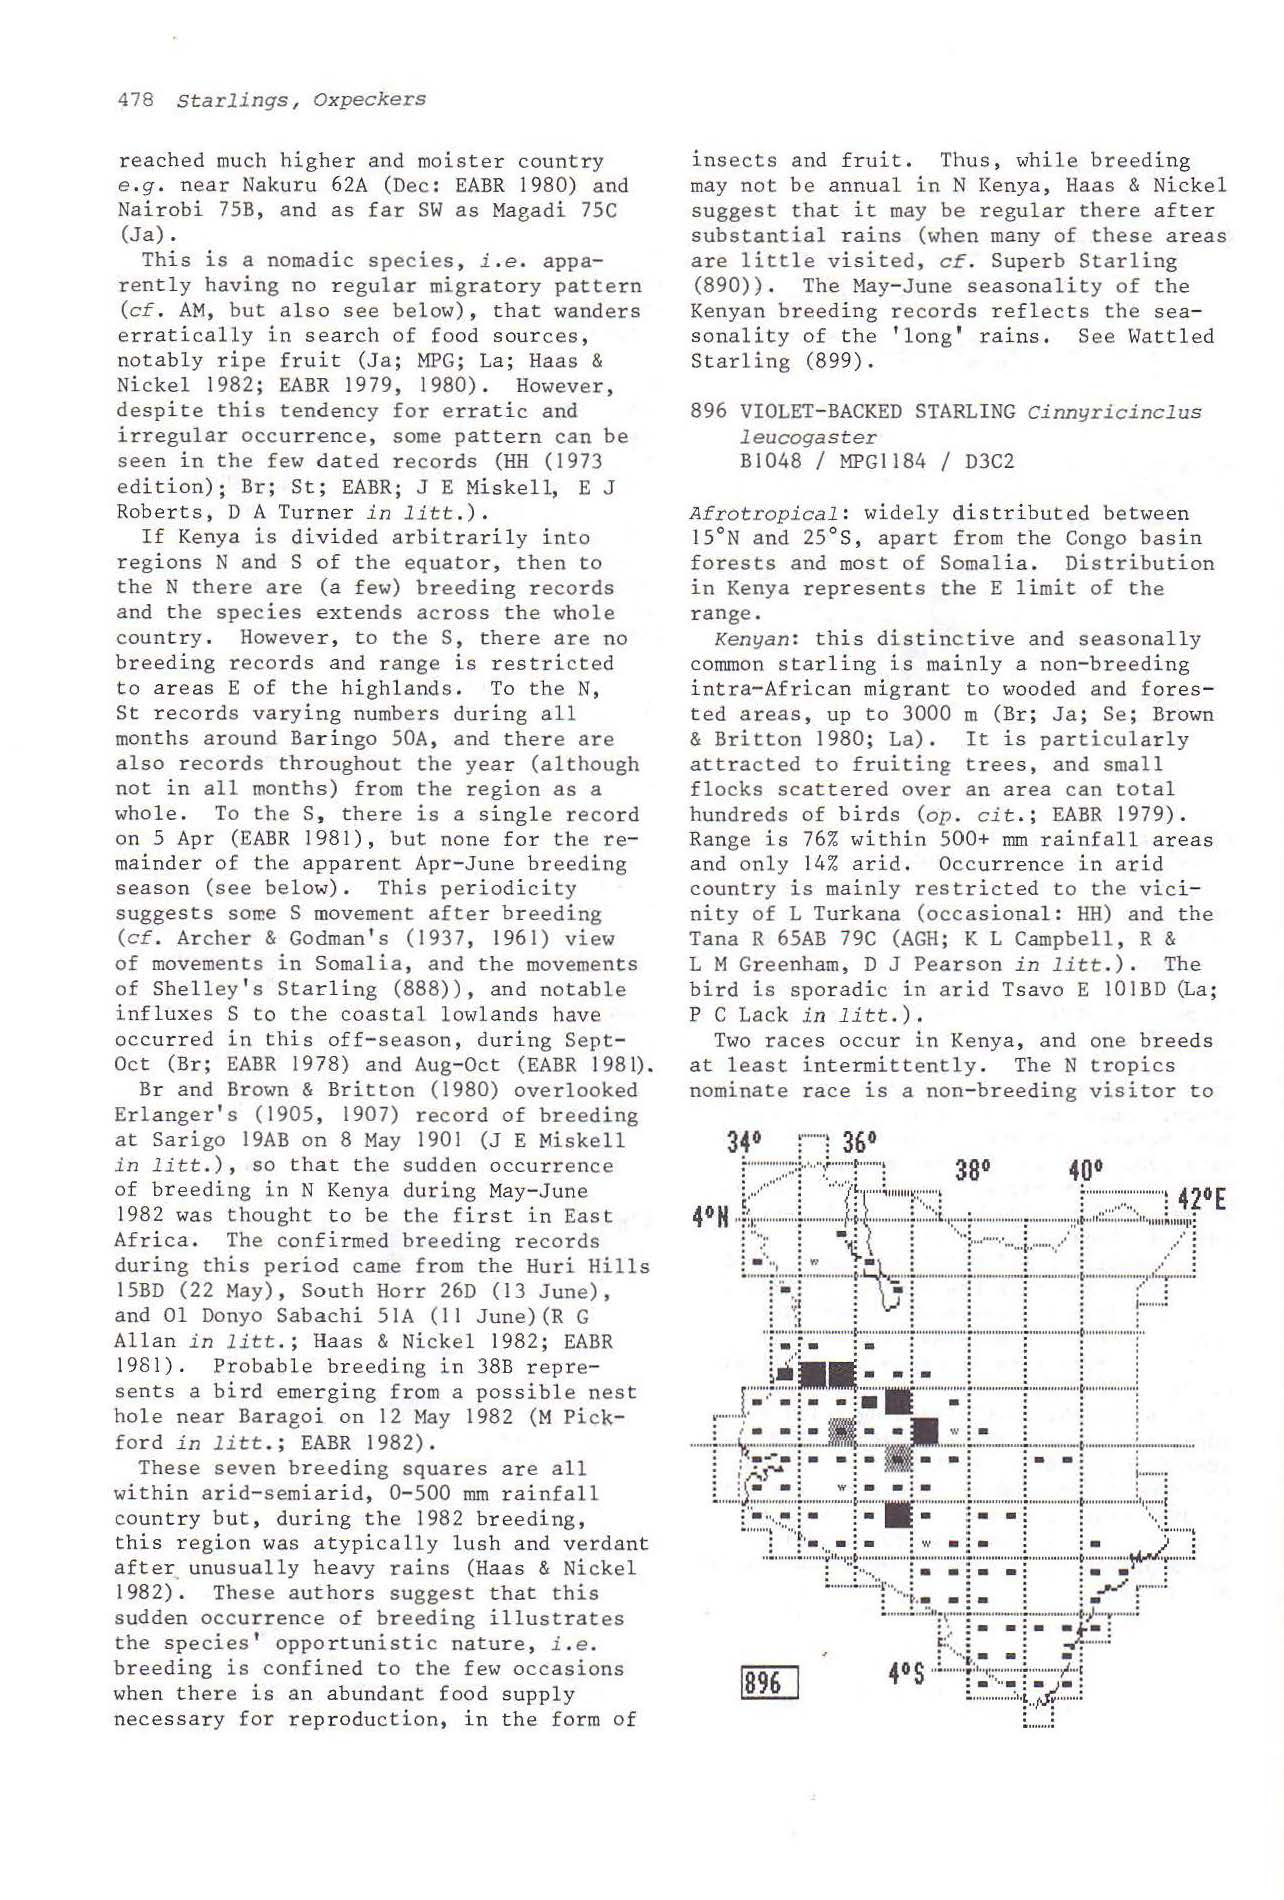 478 Starlings, Oxpeckers
reached much higher and moister country
e.g. near Nakuru 62A (Dec: EABR 1980) and
Nairobi 75B, and as far SW as Magadi 75C
(Ja).
This is a nomadic species, i.e. appa-
rently having no regular migratory pattern
(cf. AM, but also see below), that wanders
erratically in search of food sources,
notably ripe fruit (Ja; MPG; La; Haas &
Nickel 1982; EABR 1979, 1980). However,
despite this tendency for erratic and
irregular occurrence, some pattern can be
seen in the few dated records (HH (1973
edition); Br; St; EABR; J E Miskell, E J
Roberts, D A Turner in litt.).
If Kenya is divided arbitrarily into
regions N and S of the equator, then to
the N there are (a few) breeding records
and the species extends across the whole
country. However, to the S, there are no
breeding records and range is restricted
to areas E of the highlands. To the N,
St records varying numbers during all
months around Baringo 50A, and there are
also records throughout the year (although
not in all months) from the region as a
whole. To the S, there is a single record
on 5 Apr (EABR 1981), but none for the re-
mainder of the apparent Apr-June breeding
season (see below). This periodicity
suggests some S movement after breeding
(cf. Archer & Godman's (1937, 1961) view
of movements in Somalia, and the movements
of Shelley's Starling (888)), and notable
influxes S to the coastal lowlands have
occurred in this off-season, during Sept-
Oct (Br; EABR 1978) and Aug-Oct (EABR 1981).
Br and Brown & Britton (1980) overlooked
Erlanger's (1905, 1907) record of breeding
at Sarigo 19AB on 8 May 1901 (J E Miskell
in litt.), so that the sudden occurrence
of breeding in N Kenya during May-June
1982 was thought to be the first in East
Africa. The confirmed breeding records
during this period came from the Huri Hills
15BD (22 May), South Horr 26D (13 June),
and Ol Donyo Sabachi 51A (11 June)(R G
Allan in litt.; Haas & Nickel 1982; EABR
1981). Probable breeding in 38B repre-
sents a bird emerging from a possible nest
hole near Baragoi on 12 May 1982 (M Pick-
ford in litt.; EABR 1982).
These seven breeding squares are all
within arid-semiarid, 0-500 mm rainfall
country but, during the 1982 breeding,
this region was atypically lush and verdant
after unusually heavy rains (Haas & Nickel
1982). These authors suggest that this
sudden occurrence of breeding illustrates
the species' opportunistic nature, i.e.
breeding is confined to the few occasions
when there is an abundant food supply
necessary for reproduction, in the form of
insects and fruit. Thus, while breeding
may not be annual in N Kenya, Haas & Nickel
suggest that it may be regular there after
substantial rains (when many of these areas
are little visited, cf. Superb Starling
(890)). The May-June seasonality of the
Kenyan breeding records reflects the sea-
sonality of the 'long' rains. See Wattled
Starling (899).
896 VIOLET-BACKED STARLING Cinnyricinclus
leucogaster
B1048 / MPG1184 / D3C2
Afrotropical: widely distributed between
15°N and 25°S, apart from the Congo basin
forests and most of Somalia. Distribution
in Kenya represents the E limit of the
range.
Kenyan: this distinctive and seasonally
common starling is mainly a non-breeding
intra-African migrant to wooded and fores-
ted areas, up to 3000 m (Br; Ja; Se; Brown
& Britton 1980; La). It is particularly
attracted to fruiting trees, and small
flocks scattered over an area can total
hundreds of birds (op. cit.; EABR 1979).
Range is 76% within 500+ mm rainfall areas
and only 14% arid. Occurrence in arid
country is mainly restricted to the vici-
nity of L Turkana (occasional: HH) and the
Tana R 65AB 79C (AGH; K L Campbell, R &
L M Greenham, D J Pearson in litt.). The
bird is sporadic in arid Tsavo E 101BD (La;
P C Lack in litt.).
Two races occur in Kenya, and one breeds
at least intermittently. The N tropics
nominate race is a non-breeding visitor to
34° 36°
38° 40°
42°E
4°N
w
w
w
w
4°S
896